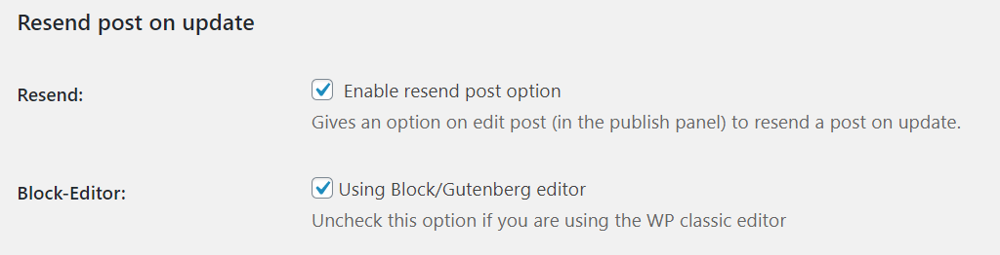 Resend post on update
Resend:
Enable resend post option
Gives an option on edit post (in the publish panel) to resend a post on update.
Block-Editor:
Using Block/Gutenberg editor
Uncheck this option if you are using the WP classic editor